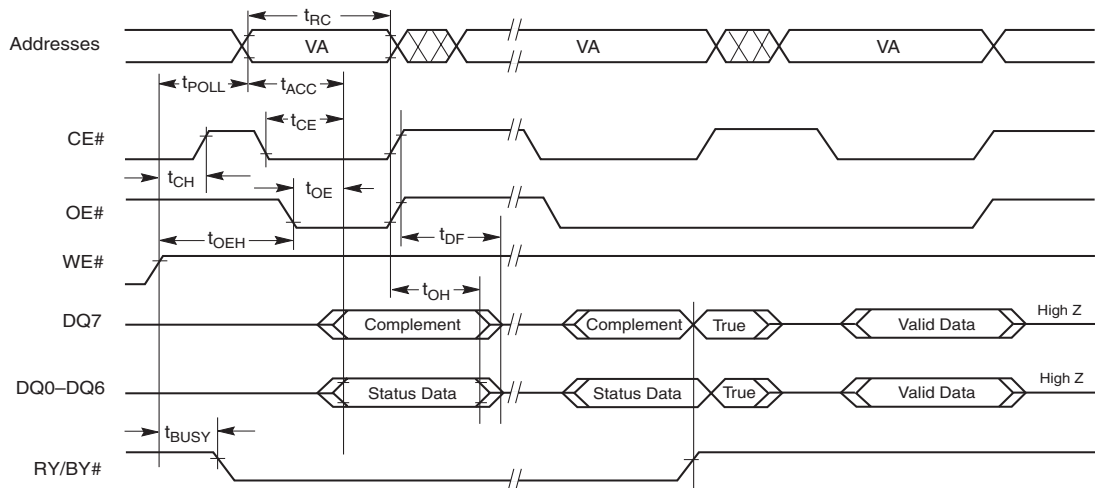 tRC
Addresses VA VA VA
tPOLL tACC
tCE
CE#
tCH tOE
OE#
tOEH tDF
WE#
tOH
DQ7 Complement Complement True Valid Data High Z
DQ0–DQ6 Status Data Status Data True Valid Data High Z
tBUSY
RY/BY#